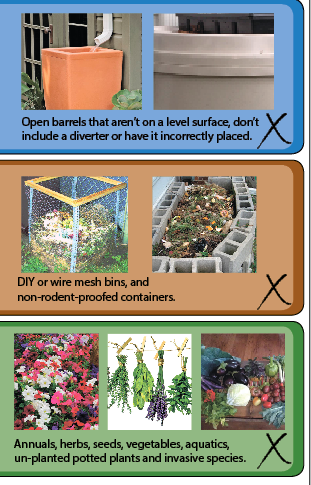 Open barrels that aren't on a level surface, don't
include a diverter or have it incorrectly placed.
DIY or wire mesh bins, and
non-rodent-proofed containers.
Annuals, herbs, seeds, vegetables, aquatics,
un-planted potted plants and invasive species.